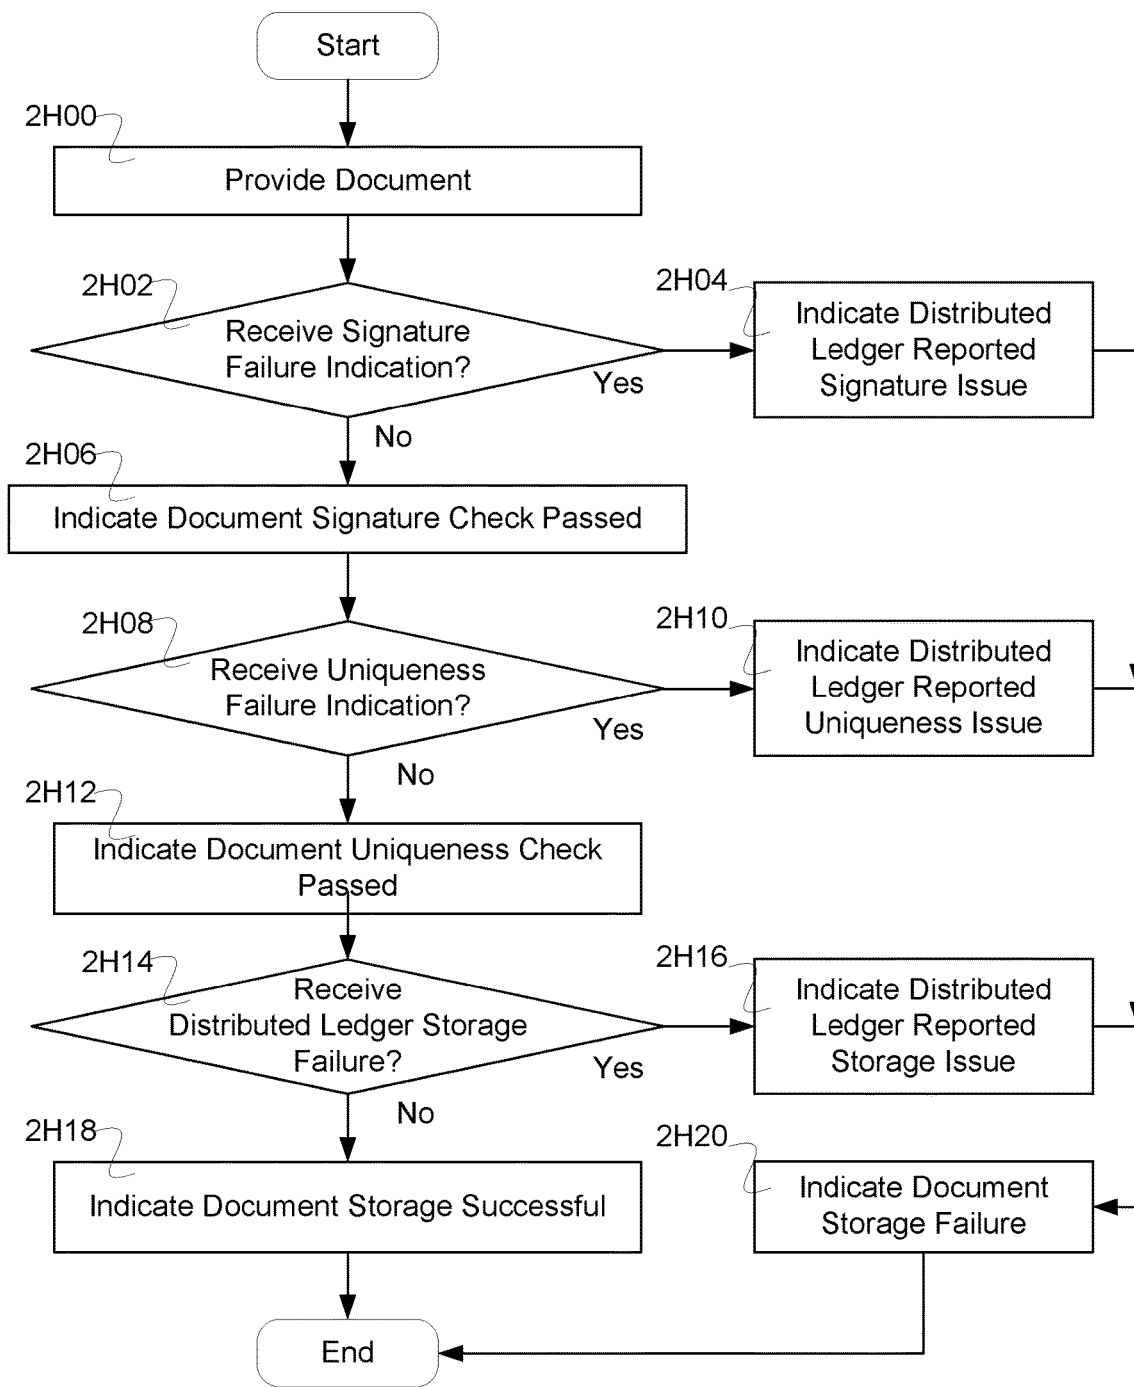 Start
2H00
Provide Document
2H02
Receive Signature
Failure Indication?
Yes
No
2H04
Indicate Distributed
Ledger Reported
Signature Issue
2H06
Indicate Document Signature Check Passed
2H08
Receive Uniqueness
Failure Indication?
Yes
No
2H10
Indicate Distributed
Ledger Reported
Uniqueness Issue
2H12
Indicate Document Uniqueness Check
Passed
2H14
Receive
Distributed Ledger Storage
Failure?
Yes
No
2H16
Indicate Distributed
Ledger Reported
Storage Issue
2H18
Indicate Document Storage Successful
2H20
Indicate Document
Storage Failure
End